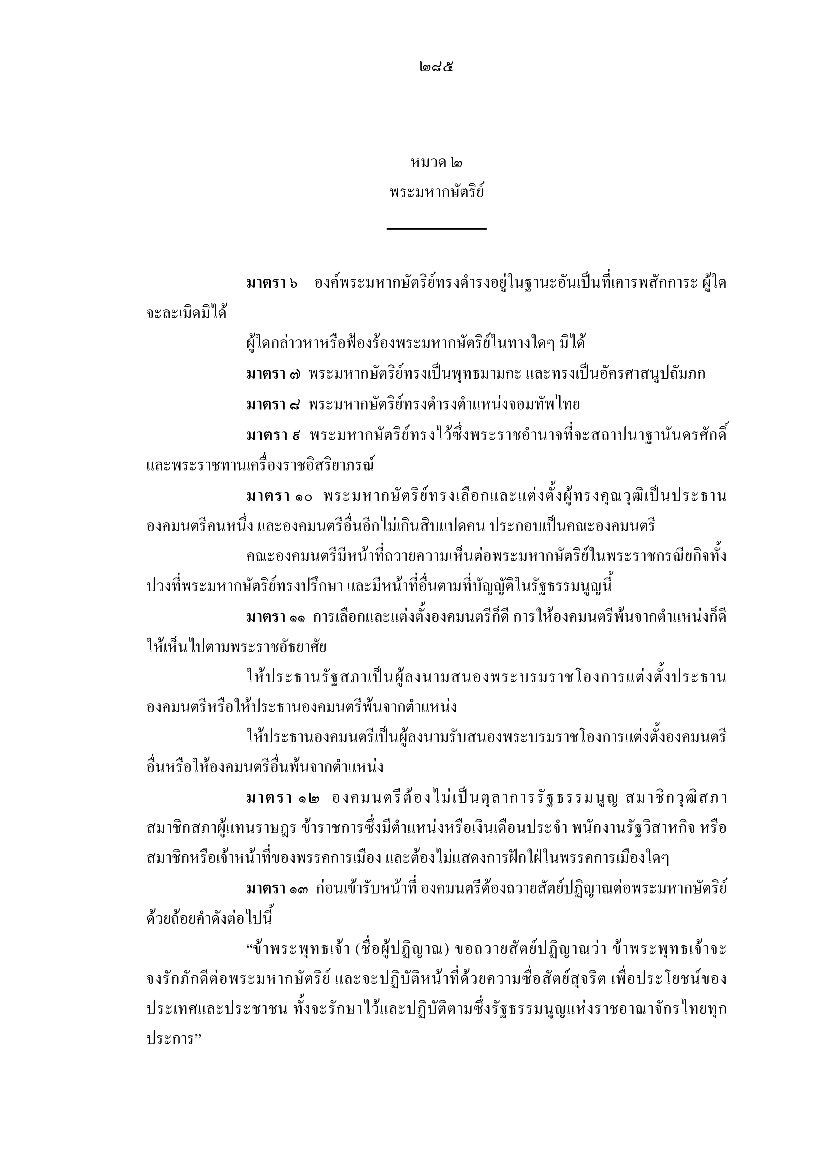 ๒๘๕
หมวด ๒
พระมหากษัตริย์
มาตรา ๖ องค์พระมหากษัตริย์ทรงดำรงอยู่ในฐานะอันเป็นที่เคารพสักการะ ผู้ใด
จะละเมิดมิได้
ผู้ใดกล่าวหาหรือฟ้องร้องพระมหากษัตริย์ในทางใดๆ มิได้
มาตรา ๗ พระมหากษัตริย์ทรงเป็นพุทธมามกะ และทรงเป็นอัครศาสนูปถัมภก
มาตรา ๘ พระมหากษัตริย์ทรงดำรงตำแหน่งจอมทัพไทย
มาตรา ๙ พระมหากษัตริย์ทรงไว้ซึ่งพระราชอำนาจที่จะสถาปนาฐานันดรศักดิ์
และพระราชทานเครื่องราชอิสริยาภรณ์
มาตรา ๑๐ พระมหากษัตริย์ทรงเลือกและแต่งตั้งผู้ทรงคุณวุฒิเป็นประธาน
องคมนตรีคนหนึ่ง และองคมนตรีอื่นอีกไม่เกินสิบแปดคน ประกอบเป็นคณะองคมนตรี
คณะองคมนตรีมีหน้าที่ถวายความเห็นต่อพระมหากษัตริย์ในพระราชกรณียกิจทั้ง
ปวงที่พระมหากษัตริย์ทรงปรึกษา และมีหน้าที่อื่นตามที่บัญญัติในรัฐธรรมนูญนี้
มาตรา ๑๑ การเลือกและแต่งตั้งองคมนตรีก็ดี การให้องคมนตรีพ้นจากตำแหน่งก็ดี
ให้เห็นไปตามพระราชอัธยาศัย
ให้ประธานรัฐสภาเป็นผู้ลงนามสนองพระบรมราชโองการแต่งตั้งประธาน
องคมนตรีหรือให้ประธานองคมนตรีพ้นจากตำแหน่ง
ให้ประธานองคมนตรีเป็นผู้ลงนามรับสนองพระบรมราชโองการแต่งตั้งองคมนตรี
อื่นหรือให้องคมนตรีอื่นพ้นจากตำแหน่ง
มาตรา ๑๒ องคมนตรีต้องไม่เป็นตุลาการรัฐธรรมนูญ สมาชิกวุฒิสภา
สมาชิกสภาผู้แทนราษฎร ข้าราชการซึ่งมีตำแหน่งหรือเงินเดือนประจำ พนักงานรัฐวิสาหกิจ หรือ
สมาชิกหรือเจ้าหน้าที่ของพรรคการเมือง และต้องไม่แสดงการฝักใฝ่ในพรรคการเมืองใดๆ
มาตรา ๑๓ ก่อนเข้ารับหน้าที่ องคมนตรีต้องถวายสัตย์ปฏิญาณต่อพระมหากษัตริย์
ด้วยถ้อยคำดังต่อไปนี้
“ข้าพระพุทธเจ้า (ชื่อผู้ปฏิญาณ) ขอถวายสัตย์ปฏิญาณว่า ข้าพระพุทธเจ้าจะ
จงรักภักดีต่อพระมหากษัตริย์ และจะปฏิบัติหน้าที่ด้วยความซื่อสัตย์สุจริต เพื่อประโยชน์ของ
ประเทศและประชาชน ทั้งจะรักษาไว้และปฏิบัติตามซึ่งรัฐธรรมนูญแห่งราชอาณาจักรไทยทุก
ประการ”